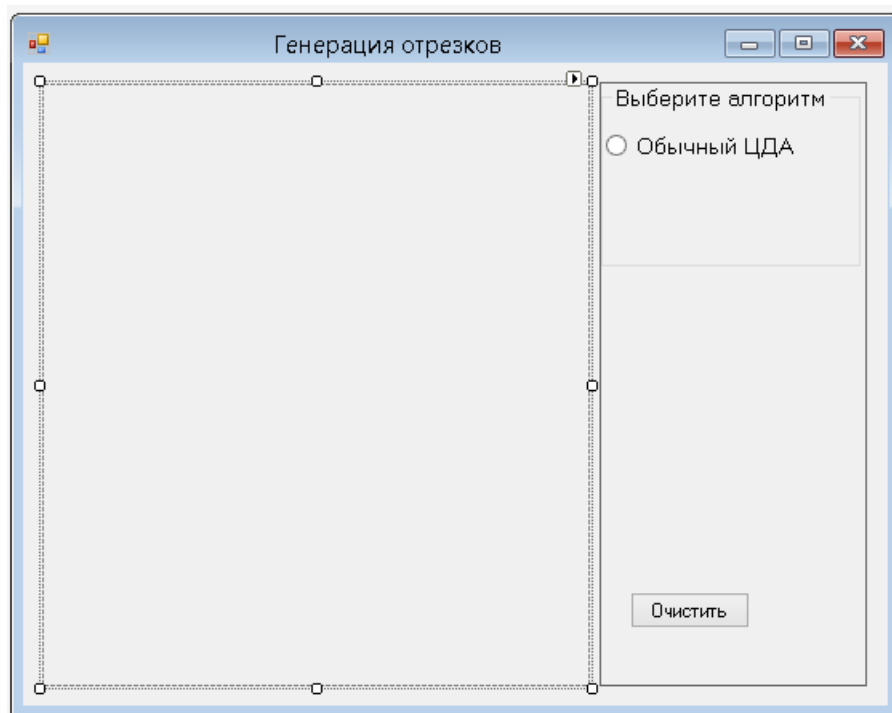 Генерация отрезков
Выберите алгоритм
Обычный ЦДА
Очистить